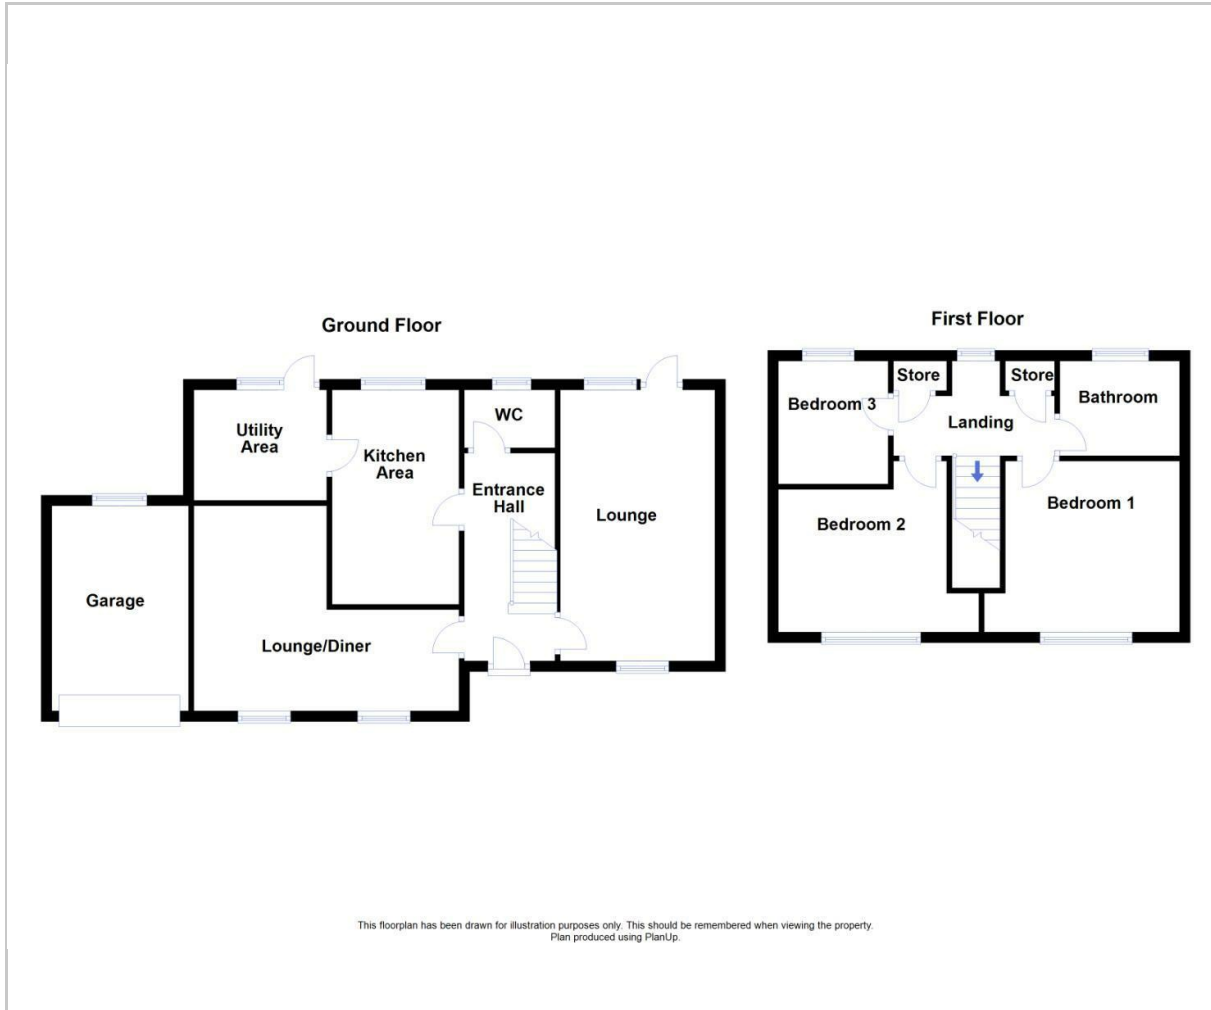 Ground Floor
Utility
Area
WC
Kitchen
Area
Entrance
Hall
Lounge
Garage
Lounge/Diner
First Floor
Store
Store
Bedroom 3
Bathroom
Landing
Bedroom 1
Bedroom 2
This floorplan has been drawn for illustration purposes only. This should be remembered when viewing the property.
Plan produced using PlanUp.